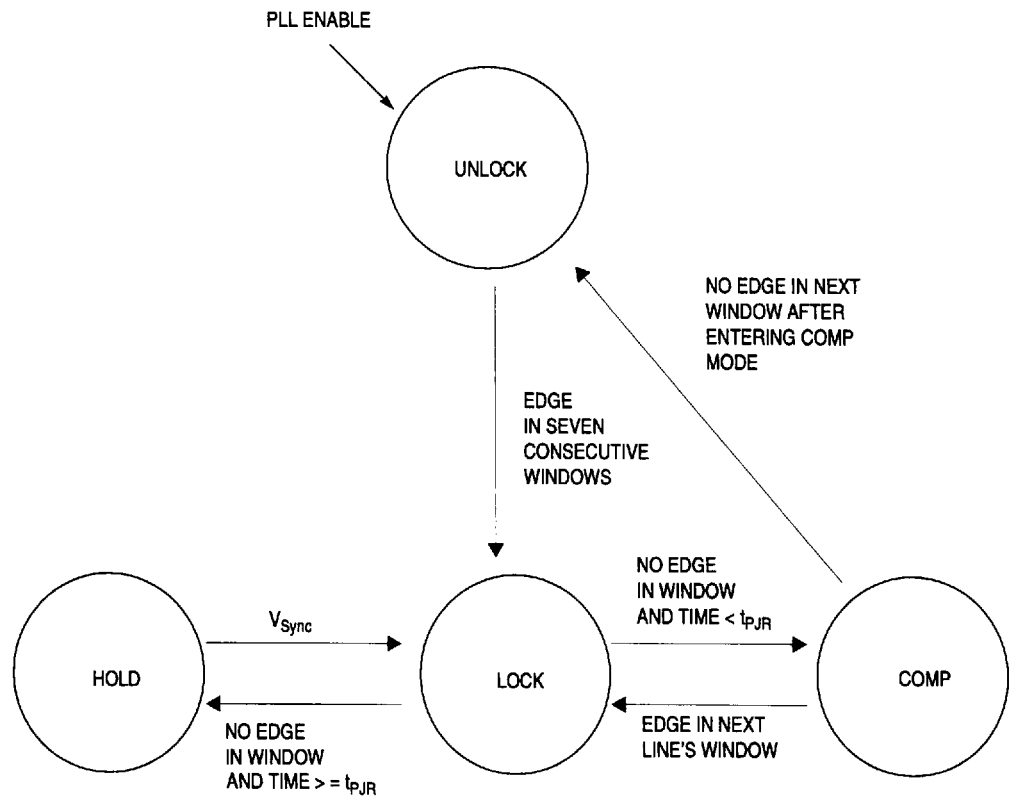 PLL ENABLE
UNLOCK
NO EDGE IN NEXT
WINDOW AFTER
ENTERING COMP
MODE
EDGE
IN SEVEN
CONSECUTIVE
WINDOWS
NO EDGE
IN WINDOW
AND TIME < tPJR
VSync
HOLD
LOCK
COMP
NO EDGE
IN WINDOW
AND TIME > = tPJR
EDGE IN NEXT
LINE'S WINDOW